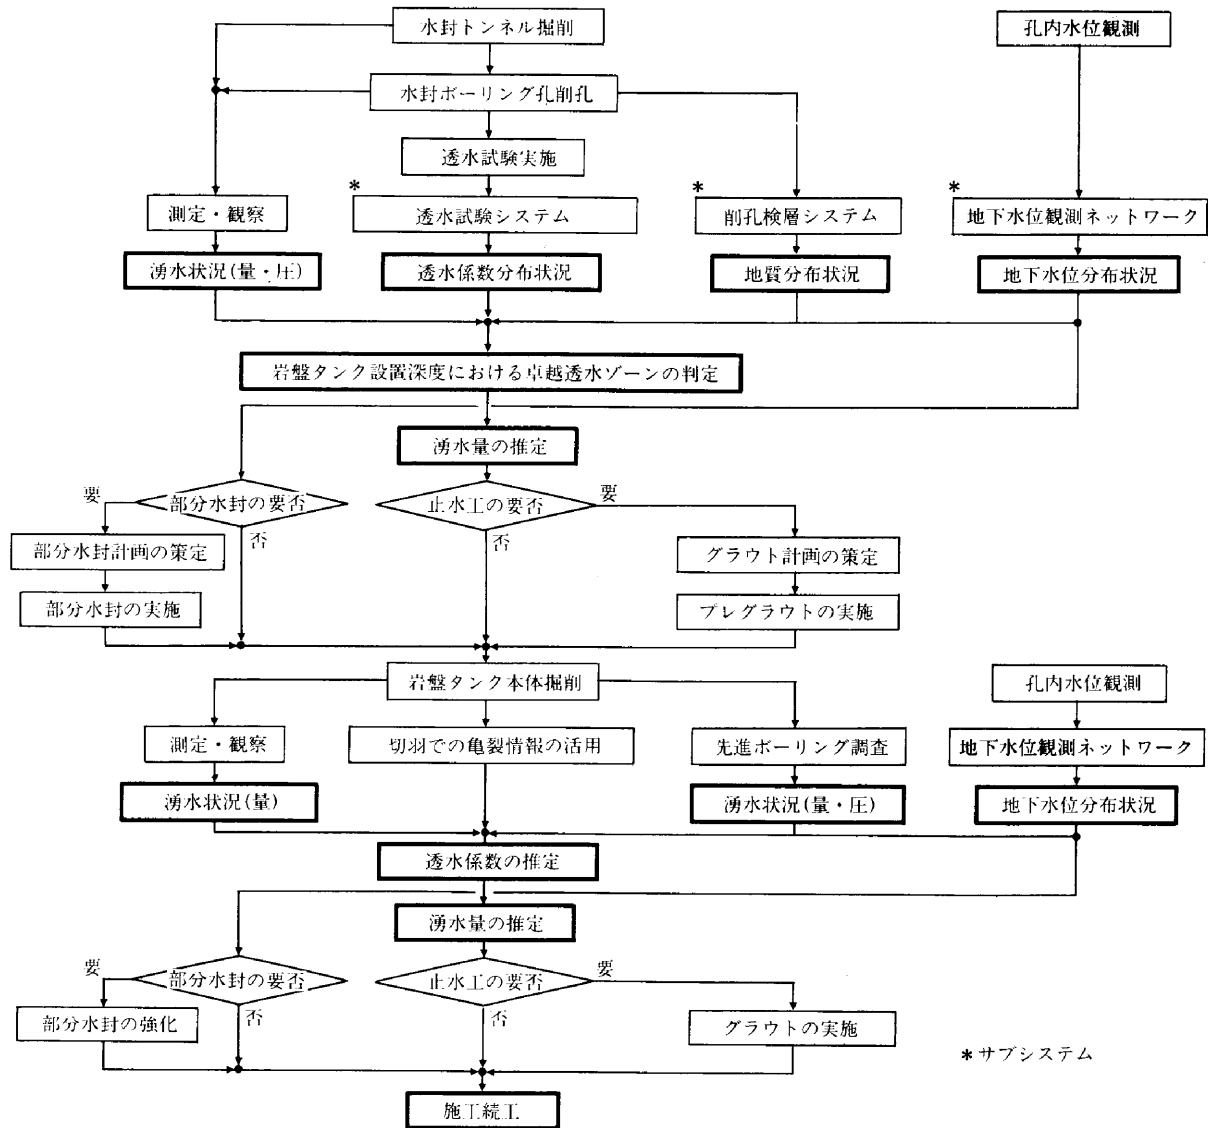 水封トンネル掘削
孔内水位観測
水封ボーリング孔削孔
透水試験実施
*
*
*
測定・観察
透水試験システム
削孔検層システム
地下水位観測ネットワーク
湧水状況(量・圧)
透水係数分布状況
地質分布状況
地下水位分布状況
岩盤タンク設置深度における卓越透水ゾーンの判定
湧水量の推定
要
部分水封の要否
止水工の要否
要
否
否
部分水封計画の策定
グラウト計画の策定
部分水封の実施
プレグラウトの実施
岩盤タンク本体掘削
孔内水位観測
測定・観察
切羽での亀裂情報の活用
先進ボーリング調査
地下水位観測ネットワーク
湧水状況(量)
湧水状況(量・圧)
地下水位分布状況
透水係数の推定
湧水量の推定
要
部分水封の要否
止水工の要否
要
否
否
部分水封の強化
グラウトの実施
*サブシステム
施工続工